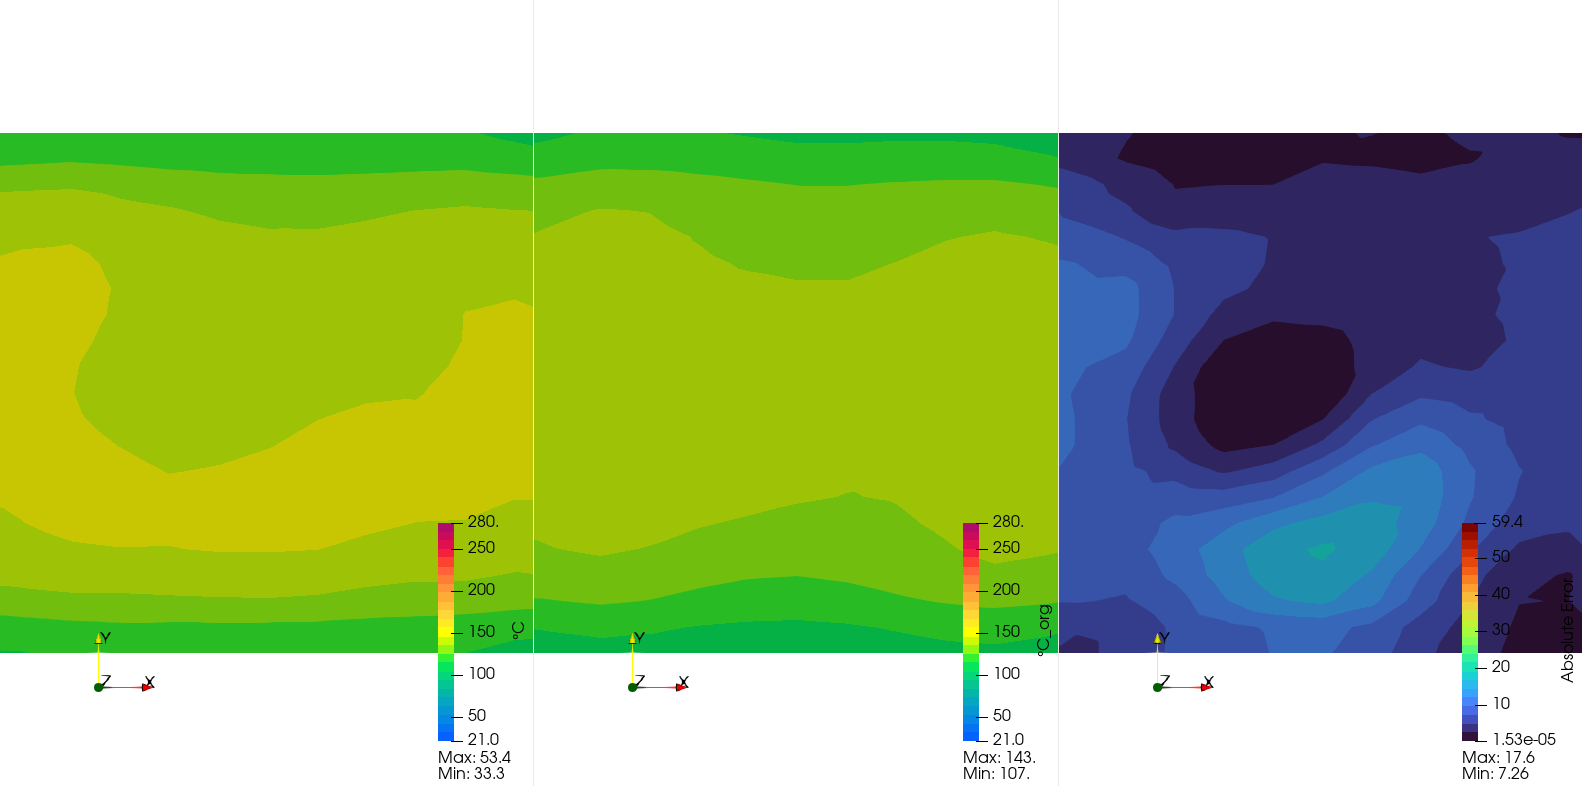 280.
250
200
150
100
50
21.0
°C
Max: 53.4
Min: 33.3
Y
Z
X
280.
250
200
150
100
50
21.0
°C_org
Max: 143.
Min: 107.
Y
Z
X
59.4
50
40
30
20
10
1.53e-05
Absolute Error
Max: 17.6
Min: 7.26
Y
Z
X